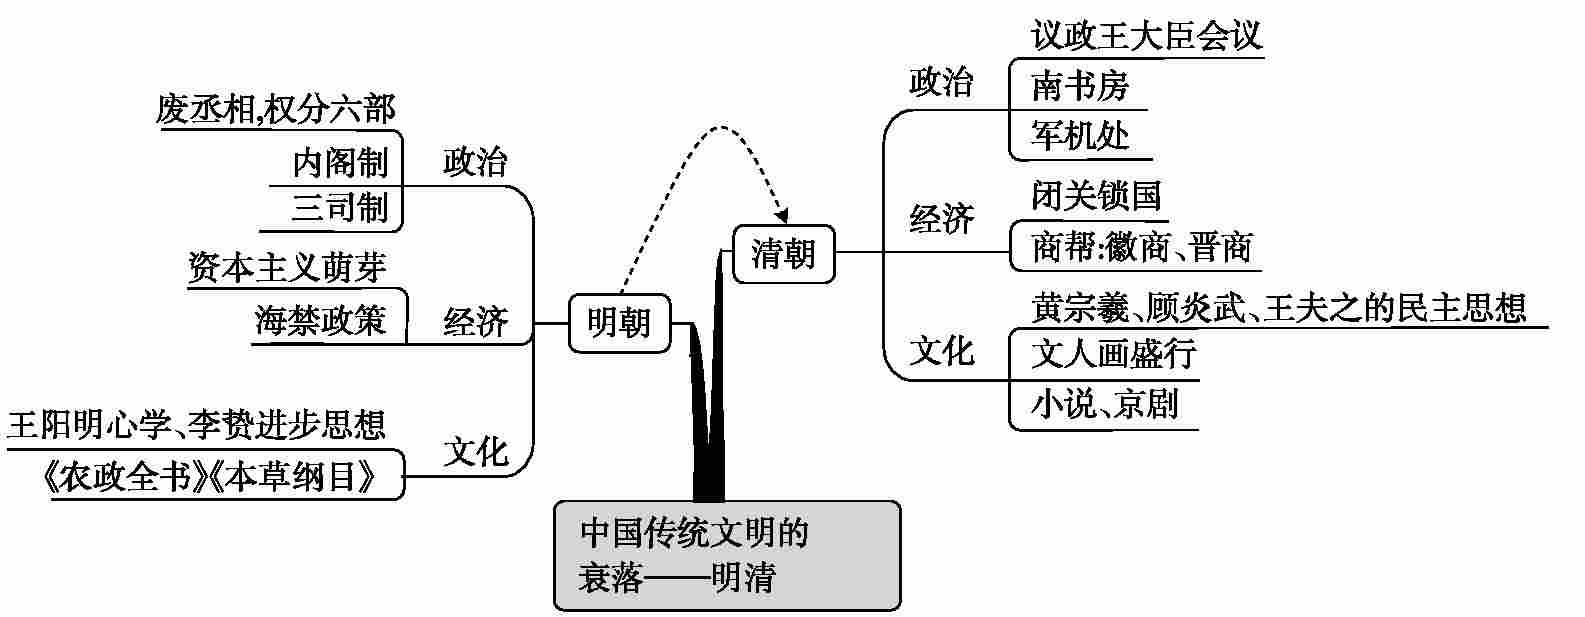 废丞相,权分六部
内阁制
三司制
政治
资本主义萌芽
海禁政策
经济
王阳明心学、李贽进步思想
《农政全书》《本草纲目》
文化
明朝
清朝
政治
议政王大臣会议
南书房
军机处
经济
闭关锁国
商帮:徽商、晋商
文化
黄宗羲、顾炎武、王夫之的民主思想
文人画盛行
小说、京剧
中国传统文明的
衰落——明清